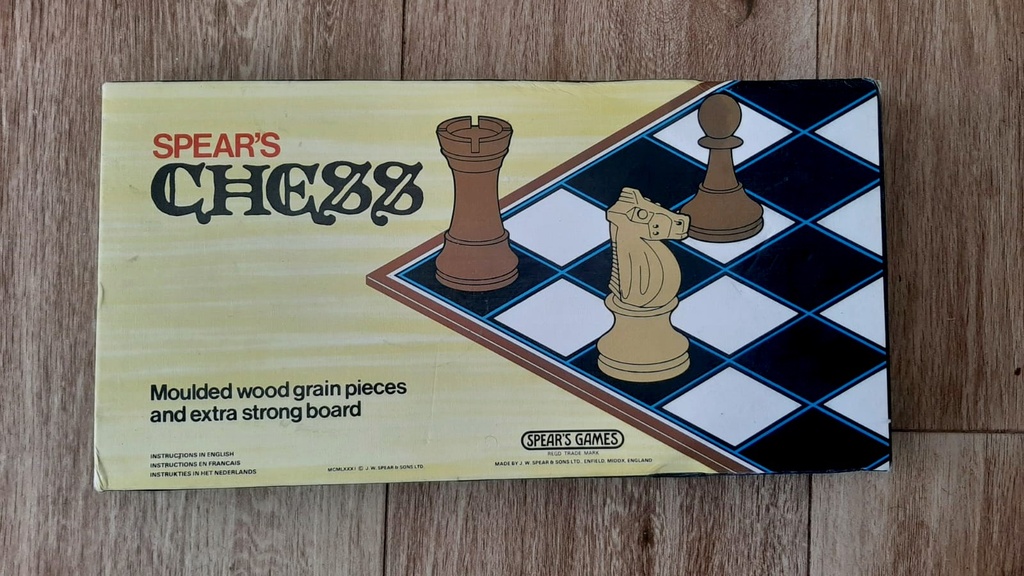 SPEAR'S
CHESS
Moulded wood grain pieces
and extra strong board
INSTRUCTIONS IN ENGLISH
INSTRUCTIONS EN FRANCAIS
INSTRUKTIES IN HET NEDERLANDS
MCMLXXXI © J. W. SPEAR & SONS LTD.
SPEAR'S GAMES
REGD TRADE MARK
MADE BY J. W. SPEAR & SONS LTD., ENFIELD, MIDDX, ENGLAND